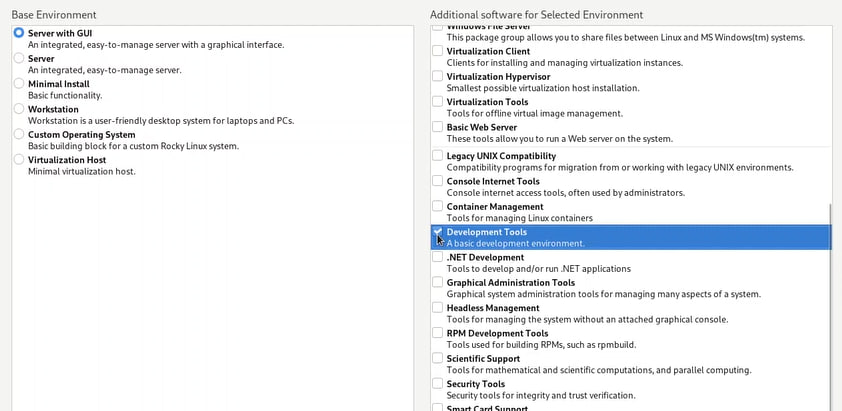 Base Environment
Server with GUI
An integrated, easy-to-manage server with a graphical interface.
Server
An integrated, easy-to-manage server.
Minimal Install
Basic functionality.
Workstation
Workstation is a user-friendly desktop system for laptops and PCs.
Custom Operating System
Basic building block for a custom Rocky Linux system.
Virtualization Host
Minimal virtualization host.
Additional software for Selected Environment
Windows File Server
This package group allows you to share files between Linux and MS Windows(tm) systems.
Virtualization Client
Clients for installing and managing virtualization instances.
Virtualization Hypervisor
Smallest possible virtualization host installation.
Virtualization Tools
Tools for offline virtual image management.
Basic Web Server
These tools allow you to run a Web server on the system.
Legacy UNIX Compatibility
Compatibility programs for migration from or working with legacy UNIX environments.
Console Internet Tools
Console internet access tools, often used by administrators.
Container Management
Tools for managing Linux containers
Development Tools
A basic development environment.
.NET Development
Tools to develop and/or run .NET applications
Graphical Administration Tools
Graphical system administration tools for managing many aspects of a system.
Headless Management
Tools for managing the system without an attached graphical console.
RPM Development Tools
Tools used for building RPMs, such as rpmbuild.
Scientific Support
Tools for mathematical and scientific computations, and parallel computing.
Security Tools
Security tools for integrity and trust verification.
Smart Card Support